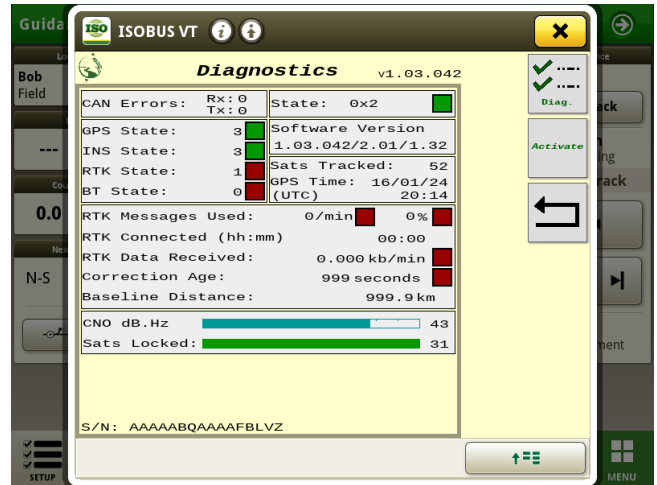 Guida
ISO
ISOBUS VT
Diagnostics v1.03.042
CAN Errors: Rx:0
Tx:0
State: 0x2
GPS State: 3
INS State: 3
RTK State: 1
BT State: 0
Software Version
1.03.042/2.01/1.32
Sats Tracked: 52
GPS Time: 16/01/24
(UTC) 20:14
RTK Messages Used: 0/min 0%
RTK Connected (hh:mm) 00:00
RTK Data Received: 0.000 kb/min
Correction Age: 999 seconds
Baseline Distance: 999.9 km
CNO dB.Hz 43
Sats Locked: 31
S/N: AAAAABQAAAAFBLVZ
Diag.
Activate
Bob
Field
---
Cou
0.0
Nex
N-S
SETUP
ce
ack
ng
rack
ment
MENU